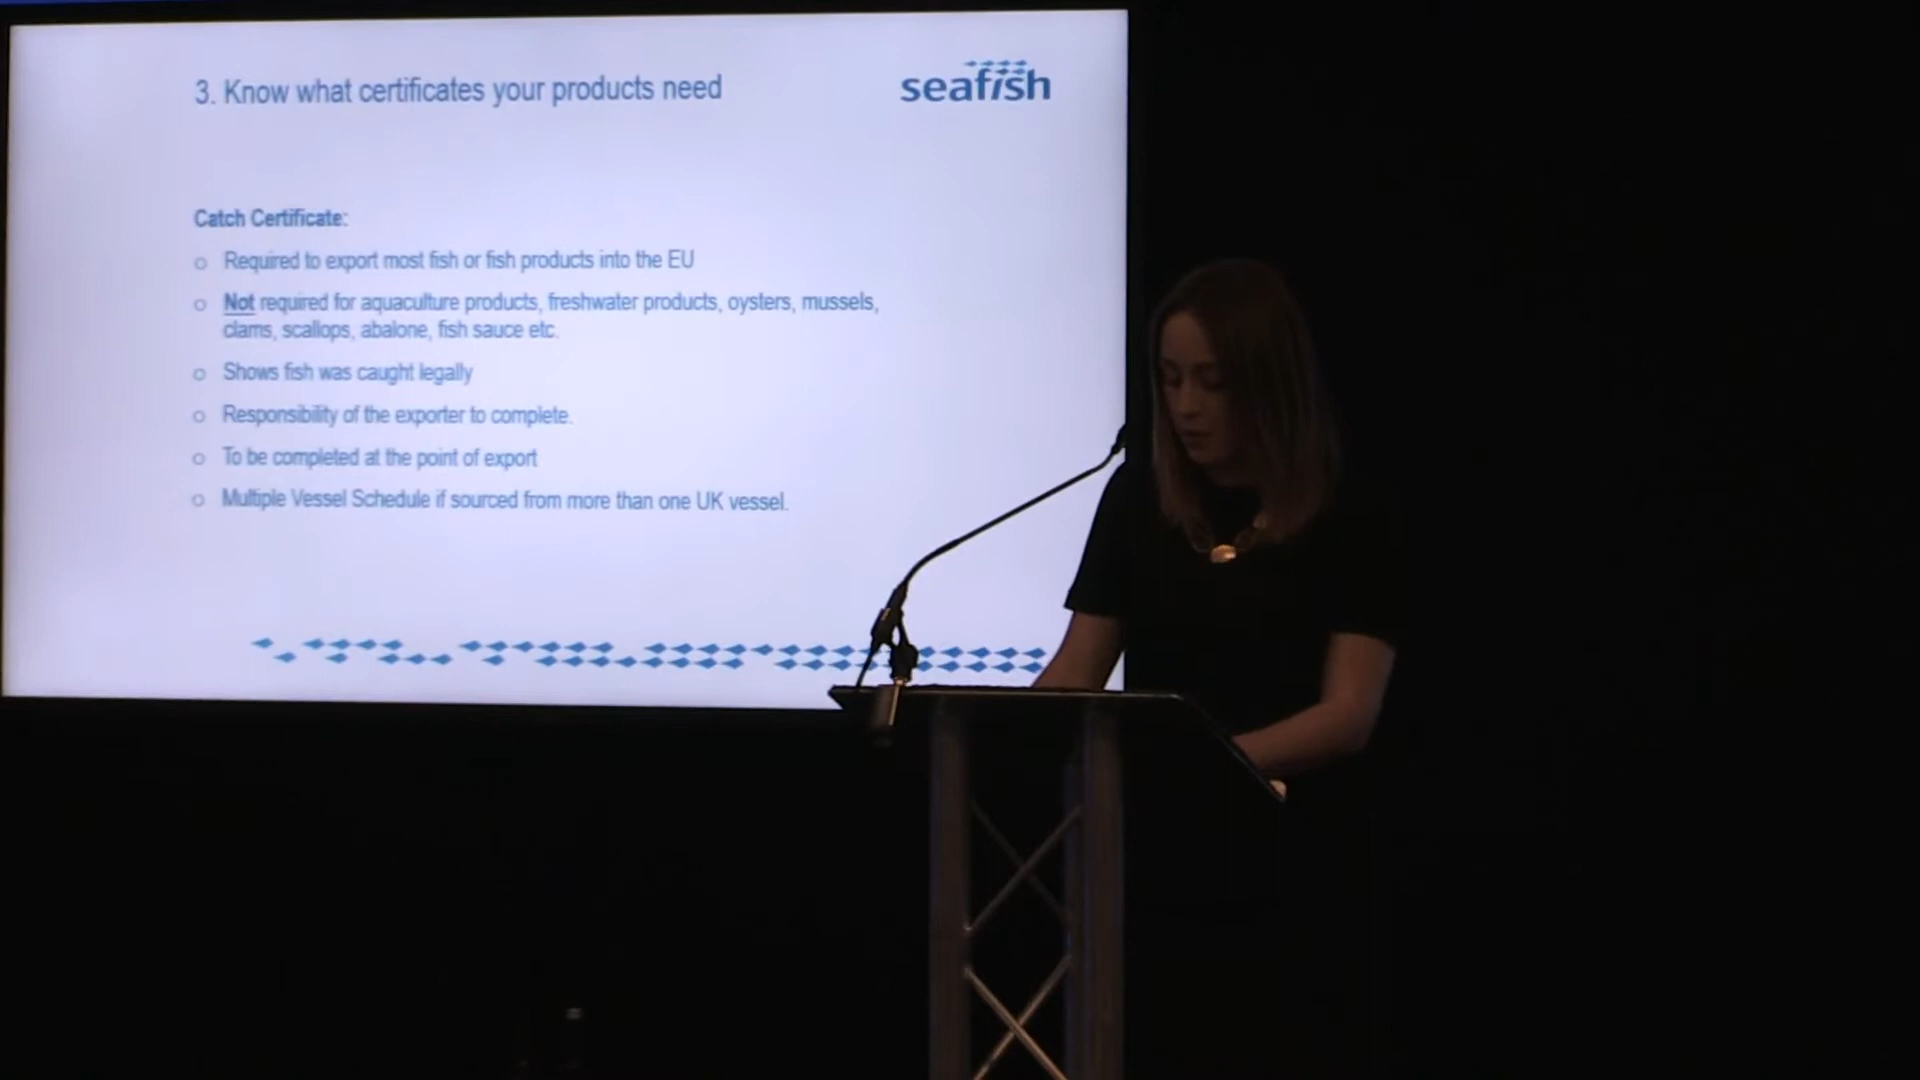 3. Know what certificates your products need
seafish
Catch Certificate:
o Required to export most fish or fish products into the EU
o Not required for aquaculture products, freshwater products, oysters, mussels,
clams, scallops, abalone, fish sauce etc.
o Shows fish was caught legally
o Responsibility of the exporter to complete.
o To be completed at the point of export
o Multiple Vessel Schedule if sourced from more than one UK vessel.